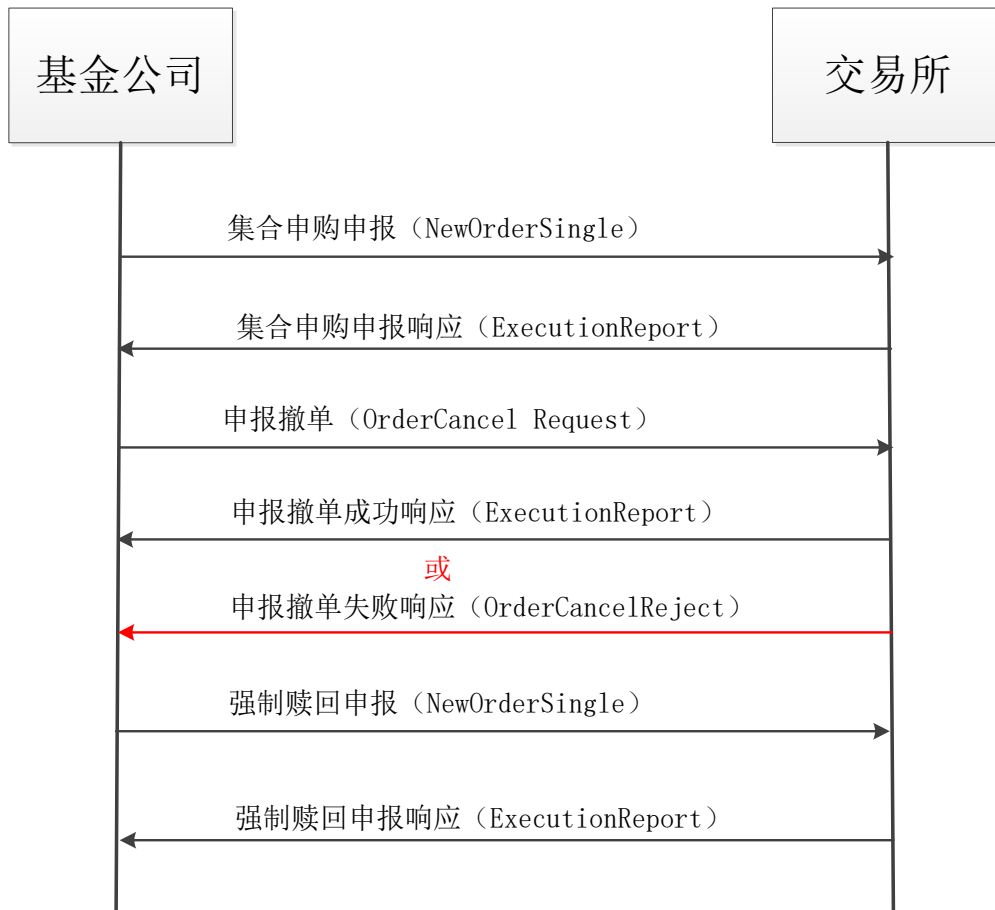 基金公司
交易所
集合申购申报（NewOrderSingle）
集合申购申报响应（ExecutionReport）
申报撤单（OrderCancel Request）
申报撤单成功响应（ExecutionReport）
或
申报撤单失败响应（OrderCancelReject）
强制赎回申报（NewOrderSingle）
强制赎回申报响应（ExecutionReport）